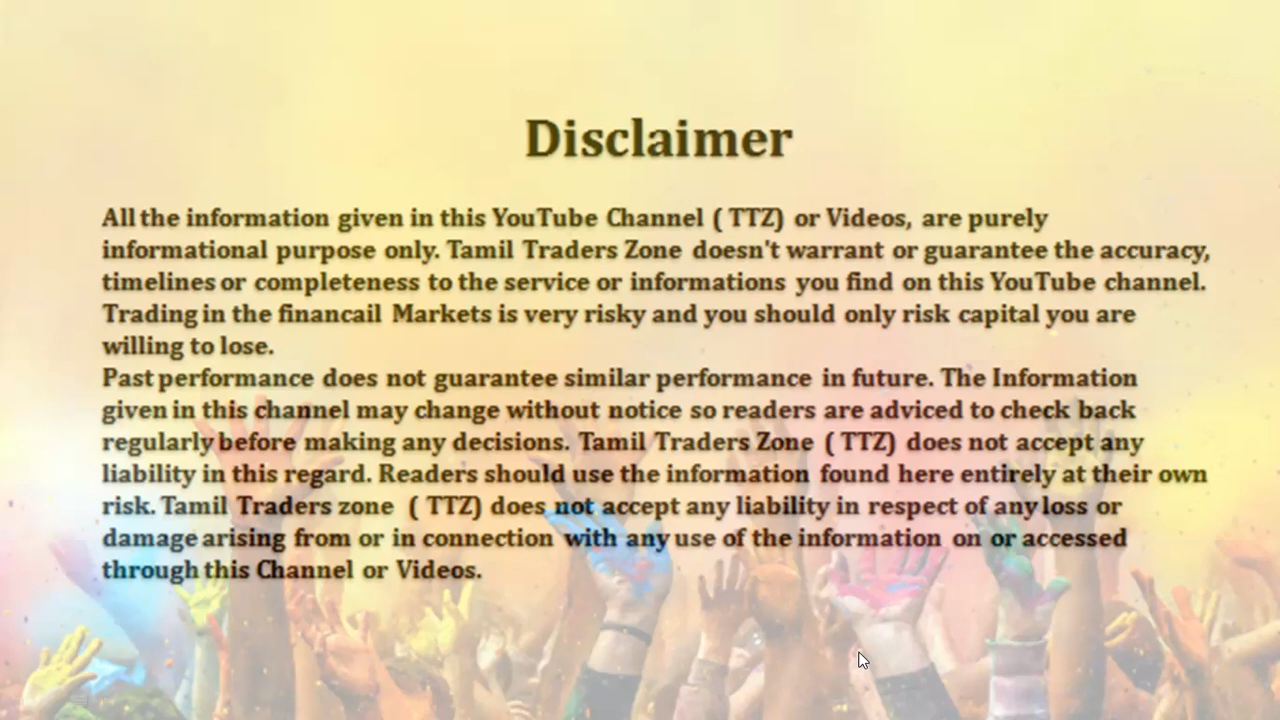 Disclaimer
All the information given in this YouTube Channel ( TTZ) or Videos, are purely
informational purpose only. Tamil Traders Zone doesn't warrant or guarantee the accuracy,
timelines or completeness to the service or informations you find on this YouTube channel.
Trading in the financail Markets is very risky and you should only risk capital you are
willing to lose.
Past performance does not guarantee similar performance in future. The Information
given in this channel may change without notice so readers are adviced to check back
regularly before making any decisions. Tamil Traders Zone ( TTZ) does not accept any
liability in this regard. Readers should use the information found here entirely at their own
risk. Tamil Traders zone ( TTZ) does not accept any liability in respect of any loss or
damage arising from or in connection with any use of the information on or accessed
through this Channel or Videos.